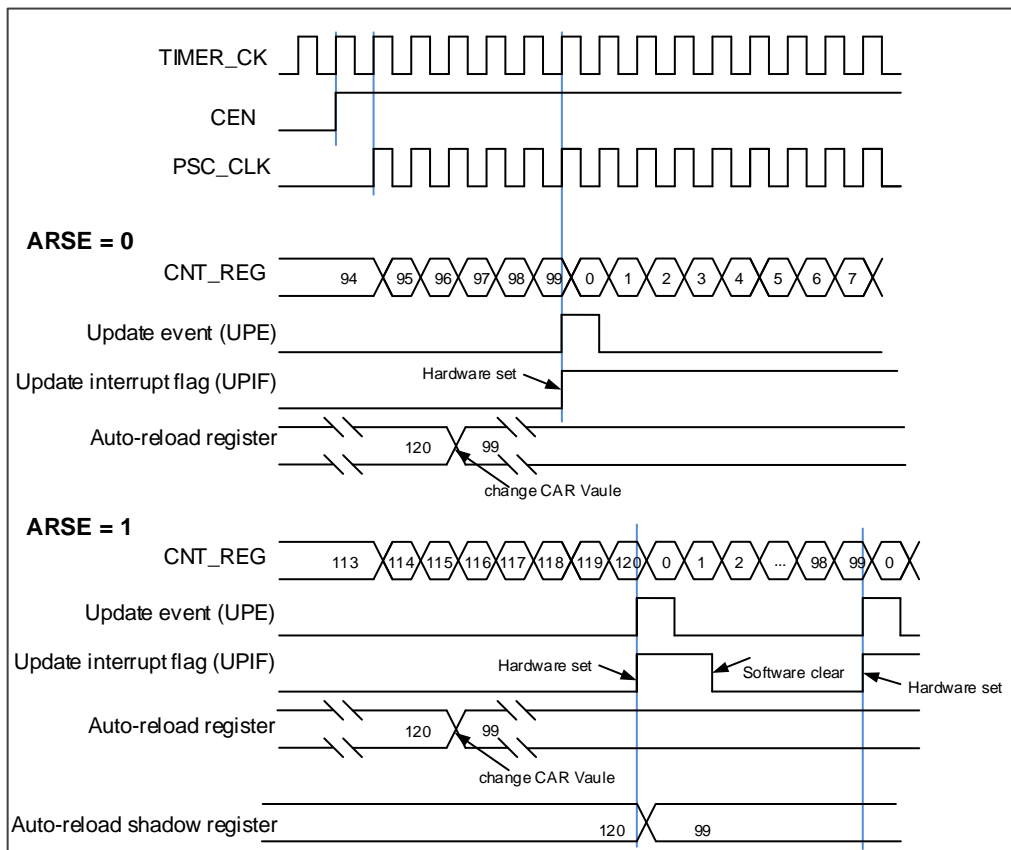 TIMER_CK
CEN
PSC_CLK
ARSE = 0
CNT_REG 94 95 96 97 98 99 0 1 2 3 4 5 6 7
Update event (UPE)
Update interrupt flag (UPIF) Hardware set
Auto-reload register 120 99
change CAR Vaule
ARSE = 1
CNT_REG 113 114 115 116 117 118 119 120 0 1 2 ... 98 99 0
Update event (UPE)
Update interrupt flag (UPIF) Hardware set Software clear Hardware set
Auto-reload register 120 99
change CAR Vaule
Auto-reload shadow register 120 99